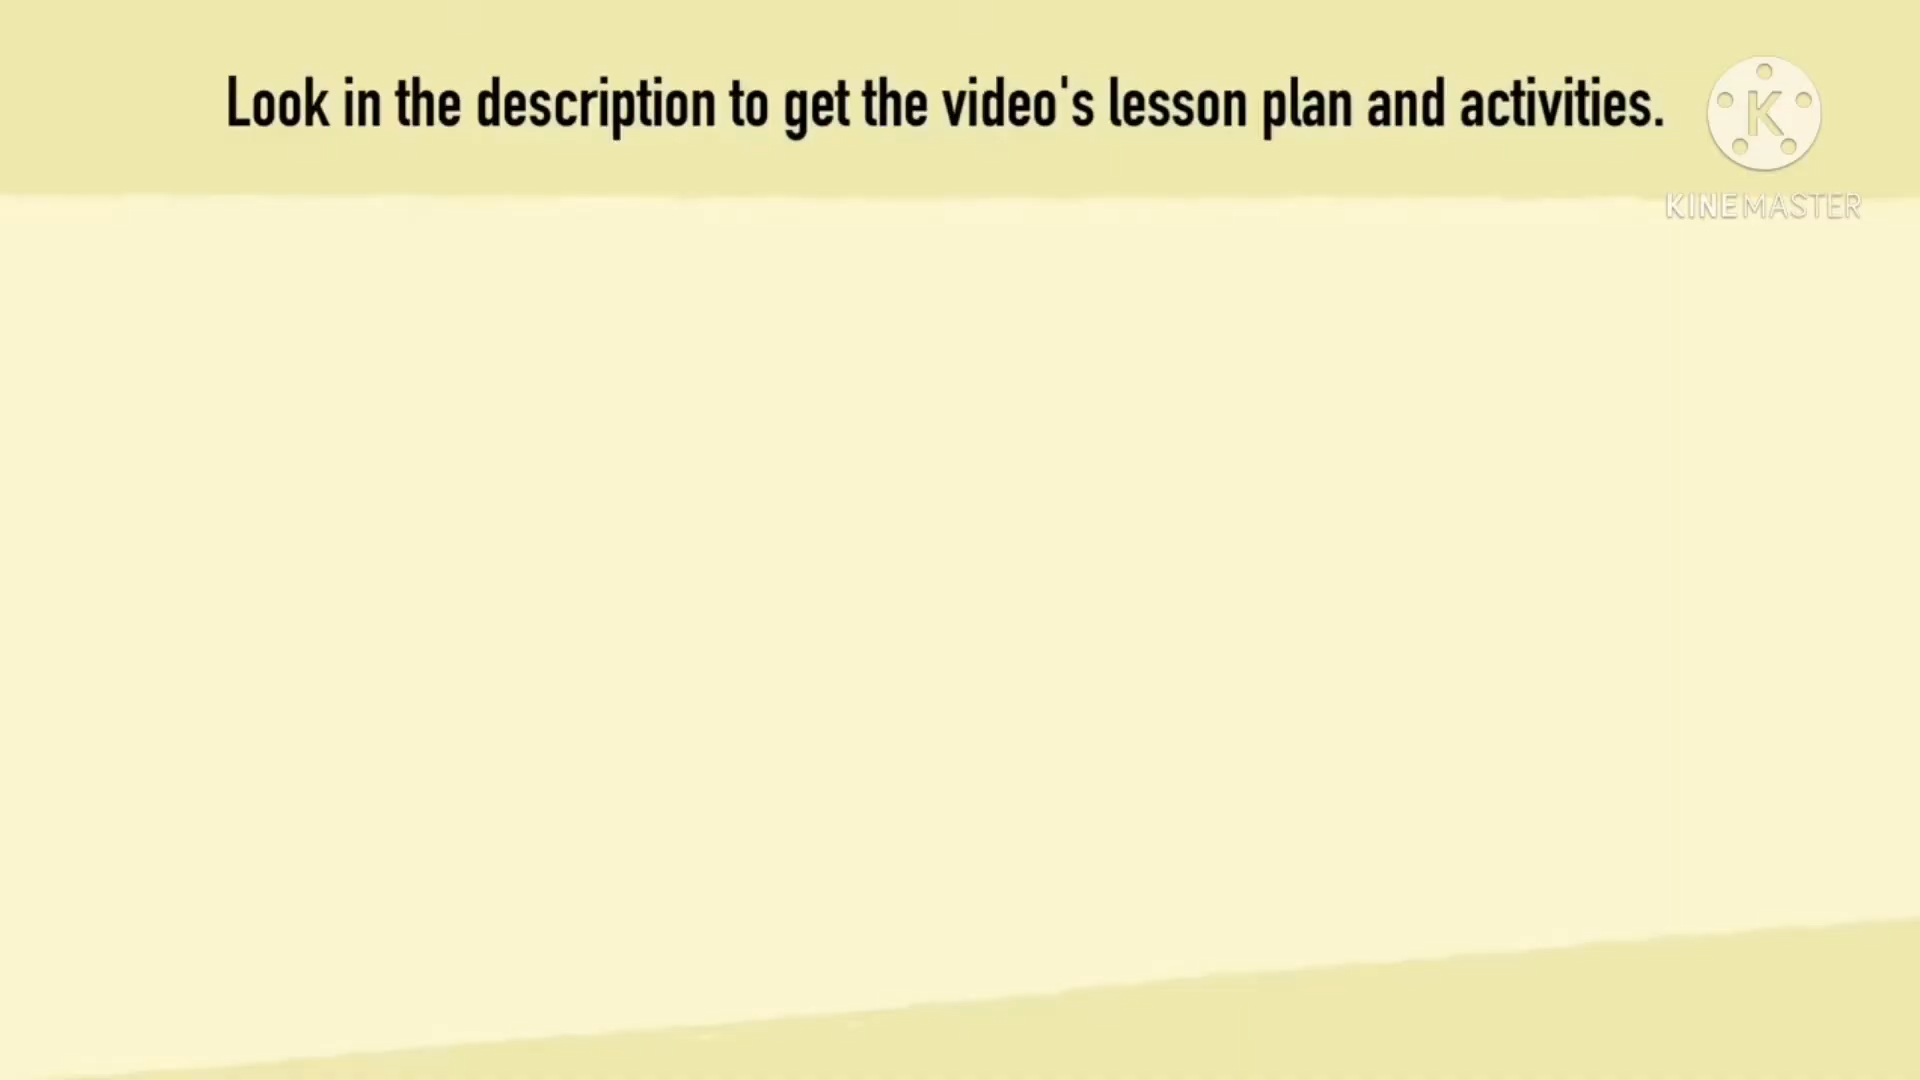 Look in the description to get the video's lesson plan and activities.
K
KINEMASTER